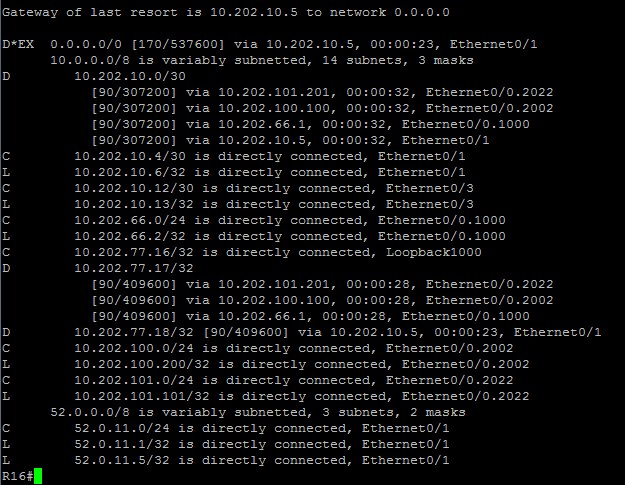 Gateway of last resort is 10.202.10.5 to network 0.0.0.0
D*EX  0.0.0.0/0 [170/537600] via 10.202.10.5, 00:00:23, Ethernet0/1
      10.0.0.0/8 is variably subnetted, 14 subnets, 3 masks
D        10.202.10.0/30
           [90/307200] via 10.202.101.201, 00:00:32, Ethernet0/0.2022
           [90/307200] via 10.202.100.100, 00:00:32, Ethernet0/0.2002
           [90/307200] via 10.202.66.1, 00:00:32, Ethernet0/0.1000
           [90/307200] via 10.202.10.5, 00:00:32, Ethernet0/1
C        10.202.10.4/30 is directly connected, Ethernet0/1
L        10.202.10.6/32 is directly connected, Ethernet0/1
C        10.202.10.12/30 is directly connected, Ethernet0/3
L        10.202.10.13/32 is directly connected, Ethernet0/3
C        10.202.66.0/24 is directly connected, Ethernet0/0.1000
L        10.202.66.2/32 is directly connected, Ethernet0/0.1000
C        10.202.77.16/32 is directly connected, Loopback1000
D        10.202.77.17/32
           [90/409600] via 10.202.101.201, 00:00:28, Ethernet0/0.2022
           [90/409600] via 10.202.100.100, 00:00:28, Ethernet0/0.2002
           [90/409600] via 10.202.66.1, 00:00:28, Ethernet0/0.1000
D        10.202.77.18/32 [90/409600] via 10.202.10.5, 00:00:23, Ethernet0/1
C        10.202.100.0/24 is directly connected, Ethernet0/0.2002
L        10.202.100.200/32 is directly connected, Ethernet0/0.2002
C        10.202.101.0/24 is directly connected, Ethernet0/0.2022
L        10.202.101.101/32 is directly connected, Ethernet0/0.2022
      52.0.0.0/8 is variably subnetted, 3 subnets, 2 masks
C        52.0.11.0/24 is directly connected, Ethernet0/1
L        52.0.11.1/32 is directly connected, Ethernet0/1
L        52.0.11.5/32 is directly connected, Ethernet0/1
R16#